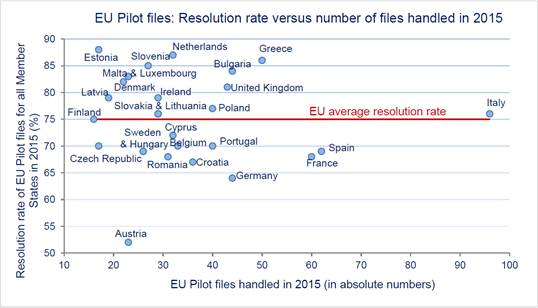 EU Pilot files: Resolution rate versus number of files handled in 2015
Resolution rate of EU Pilot files for all Member
States in 2015 (%)
90
85
80
75
70
65
60
55
50
Estonia
Slovenia
Netherlands
Greece
Malta & Luxembourg
Bulgaria
Denmark
United Kingdom
Latvia
Ireland
Slovakia & Lithuania
Poland
EU average resolution rate
Italy
Finland
Sweden
& Hungary
Cyprus
Belgium
Portugal
Czech Republic
Romania
Croatia
Spain
France
Germany
Austria
10 20 30 40 50 60 70 80 90 100
EU Pilot files handled in 2015 (in absolute numbers)